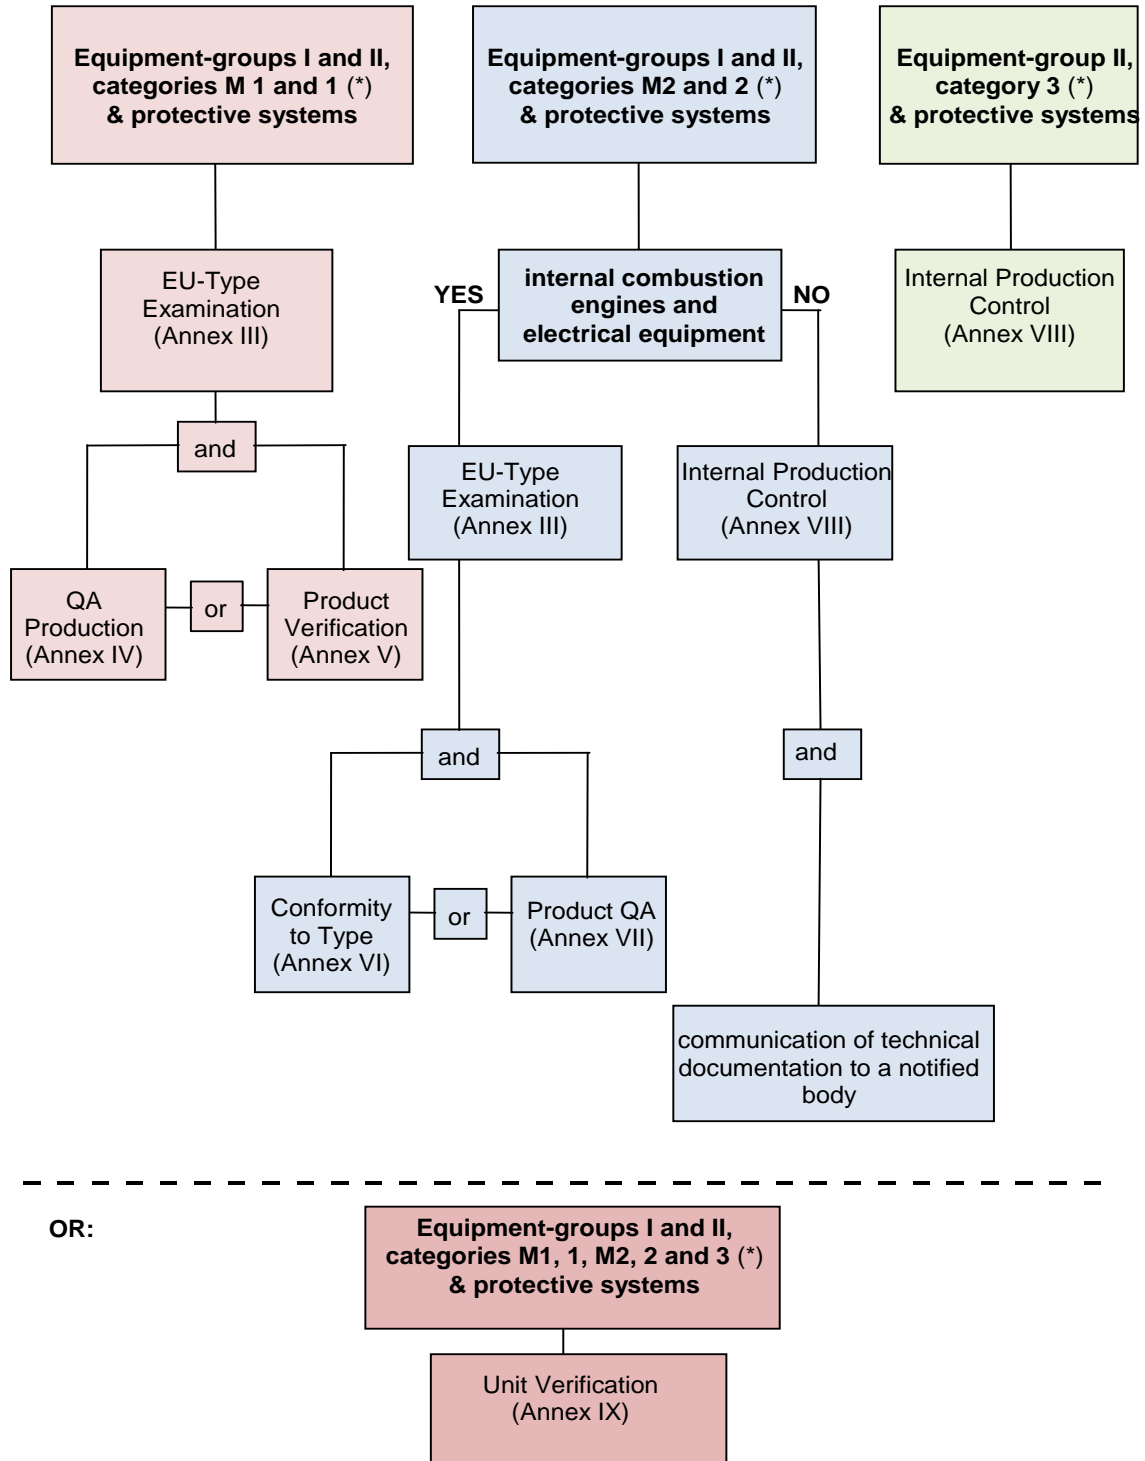 Equipment-groups I and II,
categories M 1 and 1 (*)
& protective systems
Equipment-groups I and II,
categories M2 and 2 (*)
& protective systems
Equipment-group II,
category 3 (*)
& protective systems
EU-Type
Examination
(Annex III)
YES
internal combustion
engines and
electrical equipment
NO
Internal Production
Control
(Annex VIII)
and
EU-Type
Examination
(Annex III)
Internal Production
Control
(Annex VIII)
QA
Production
(Annex IV)
or
Product
Verification
(Annex V)
and
and
Conformity
to Type
(Annex VI)
or
Product QA
(Annex VII)
communication of technical
documentation to a notified
body
OR:
Equipment-groups I and II,
categories M1, 1, M2, 2 and 3 (*)
& protective systems
Unit Verification
(Annex IX)